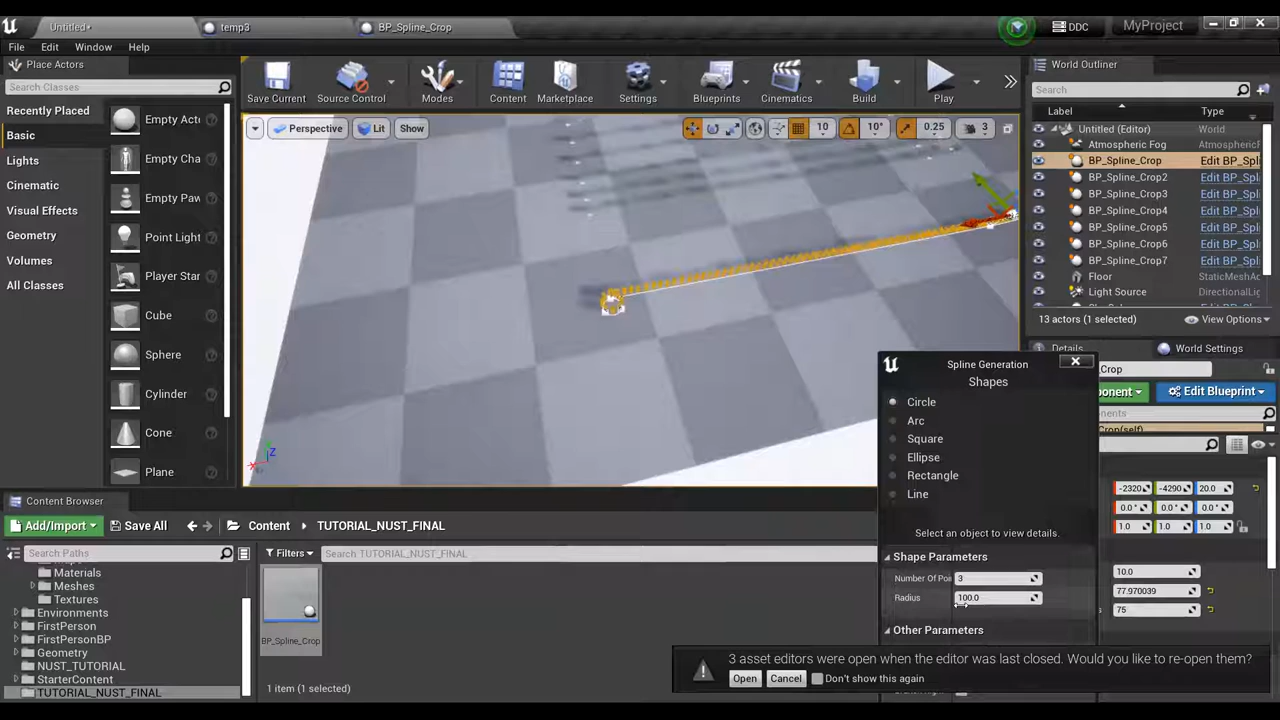 Untitled*
temp3
BP_Spline_Crop
DDC
MyProject
File Edit Window Help
Place Actors
Search Classes
Recently Placed
Basic
Lights
Cinematic
Visual Effects
Geometry
Volumes
All Classes
Empty Acto
Empty Cha
Empty Paw
Point Light
Player Star
Cube
Sphere
Cylinder
Cone
Plane
Save Current
Source Control
Modes
Content
Marketplace
Settings
Blueprints
Cinematics
Build
Play
Perspective Lit Show
10 10° 0.25 3
Z
World Outliner
Search
Label Type
Untitled (Editor) World
Atmospheric Fog AtmosphericF
BP_Spline_Crop Edit BP_Spli
BP_Spline_Crop2 Edit BP_Spl
BP_Spline_Crop3 Edit BP_Spl
BP_Spline_Crop4 Edit BP_Spl
BP_Spline_Crop5 Edit BP_Spl
BP_Spline_Crop6 Edit BP_Spl
BP_Spline_Crop7 Edit BP_Spl
Floor StaticMeshAc
Light Source DirectionalLig
13 actors (1 selected) View Options
Details World Settings
Crop
ponent Edit Blueprint
Crop(self)
-2320 -4290 20.0
0.0° 0.0° 0.0°
1.0 1.0 1.0
10.0
77.970039
75
Spline Generation
Shapes
Circle
Arc
Square
Ellipse
Rectangle
Line
Select an object to view details.
Shape Parameters
Number Of Poi 3
Radius 100.0
Other Parameters
3 asset editors were open when the editor was last closed. Would you like to re-open them?
Open Cancel Don't show this again
Content Browser
Add/Import Save All Content TUTORIAL_NUST_FINAL
Search Paths
Filters Search TUTORIAL_NUST_FINAL
Materials
Meshes
Textures
Environments
FirstPerson
FirstPersonBP
Geometry
NUST_TUTORIAL
StarterContent
TUTORIAL_NUST_FINAL
BP_Spline_Crop
1 item (1 selected)